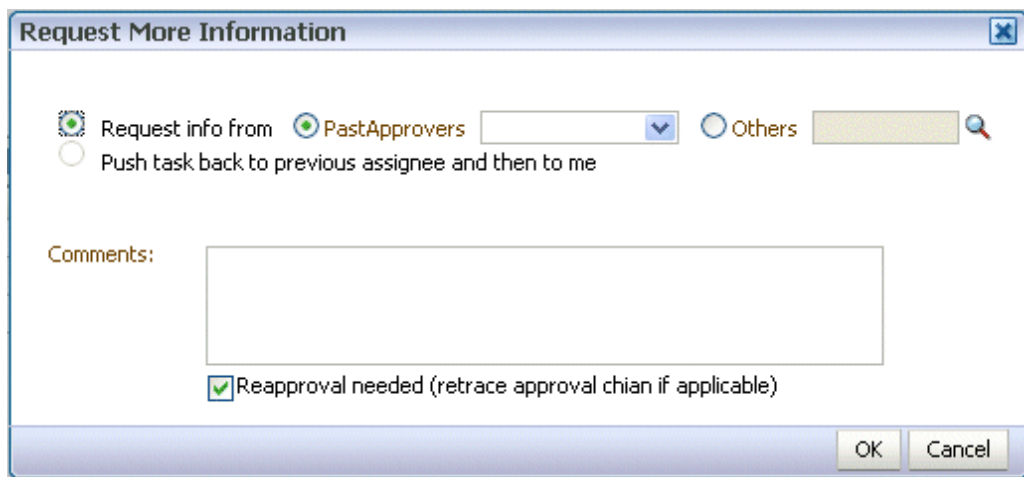 Request More Information
Request info from PastApprovers Others
Push task back to previous assignee and then to me
Comments:
Reapproval needed (retrace approval chian if applicable)
OK Cancel